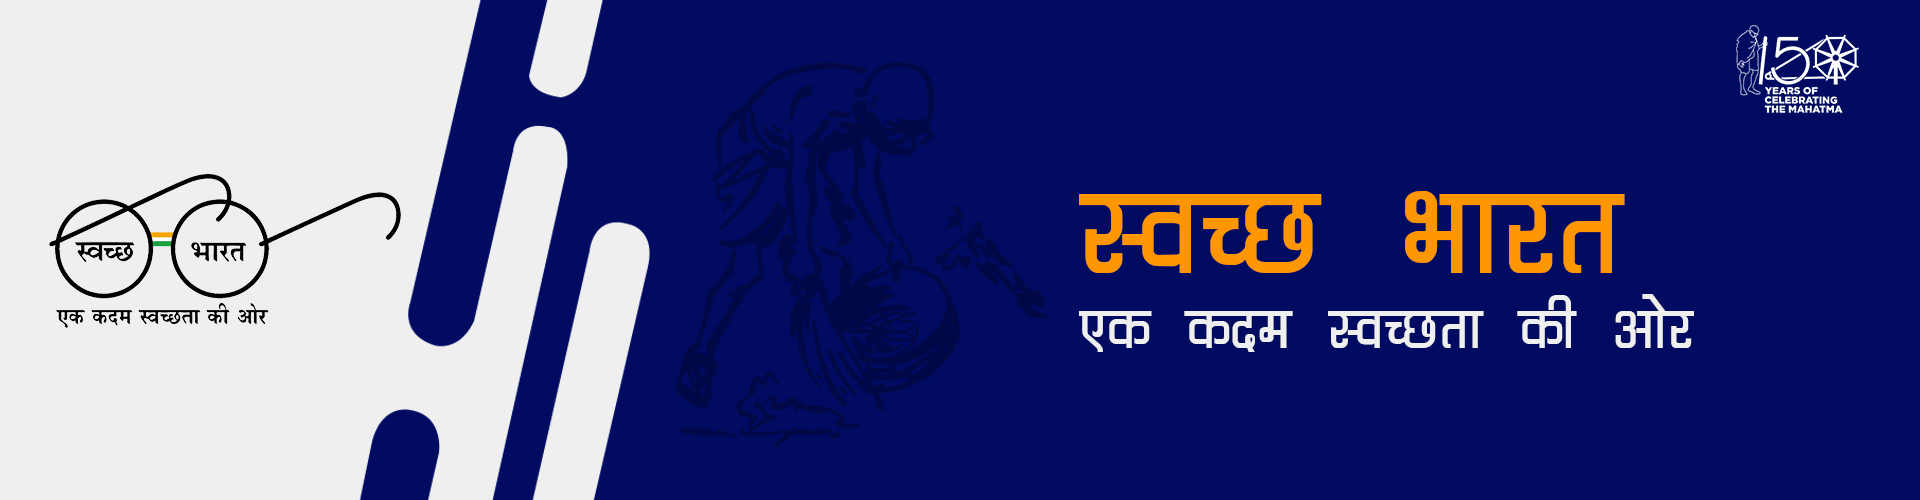 स्वच्छ भारत
एक कदम स्वच्छता की ओर
150
YEARS OF
CELEBRATING
THE MAHATMA
स्वच्छ भारत
एक कदम स्वच्छता की ओर